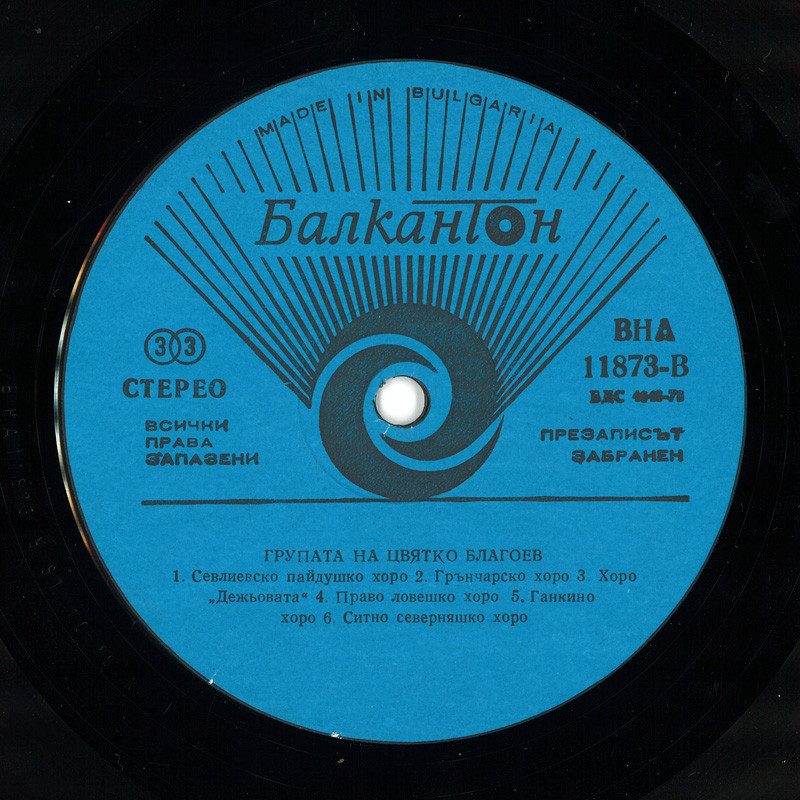 MADE IN BULGARIA
Балкантон
33
СТЕРЕО
ВСИЧКИ
ПРАВА
ЗАПАЗЕНИ
ВНА
11873-В
БДС
ПРЕЗАПИСЪТ
ЗАБРАНЕН
ГРУПАТА НА ЦВЯТКО БЛАГОЕВ
1. Севлиевско пайдушко хоро 2. Грънчарско хоро 3. Хоро
„Дежьовата“ 4. Право ловешко хоро 5. Ганкино
хоро 6. Ситно северняшко хоро